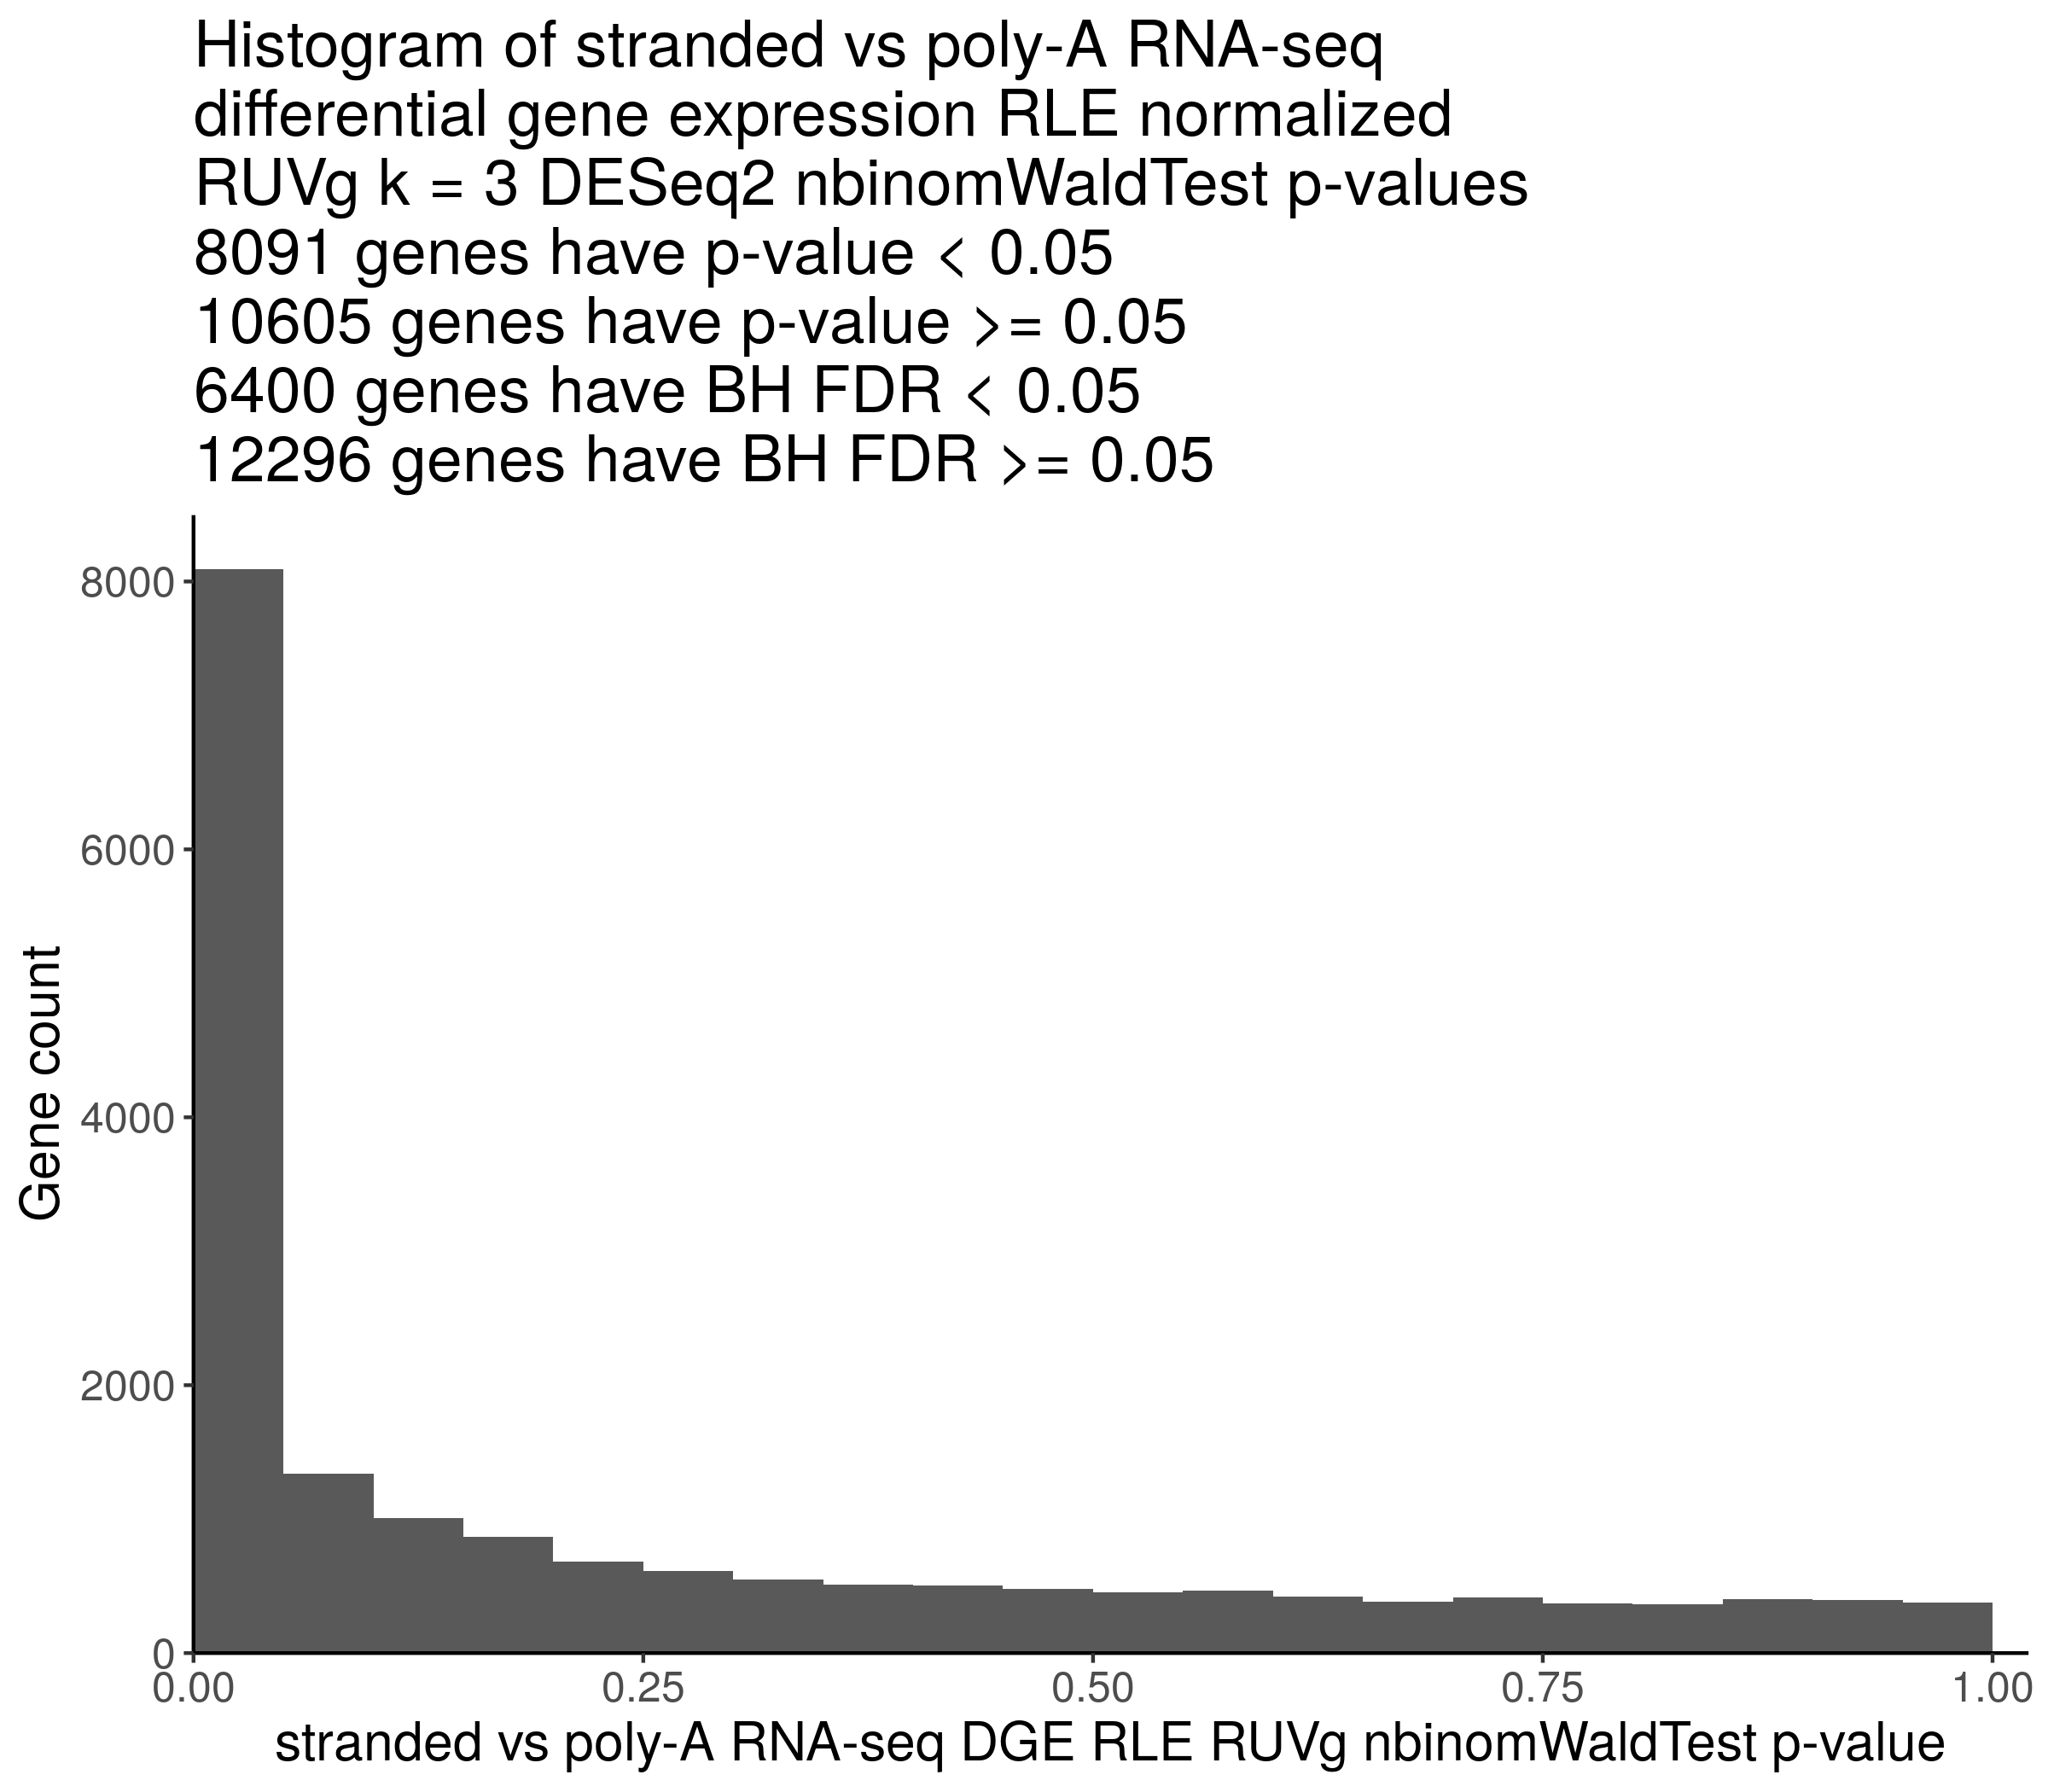 Histogram of stranded vs poly-A RNA-seq
differential gene expression RLE normalized
RUVg k = 3 DESeq2 nbinomWaldTest p-values
8091 genes have p-value < 0.05
10605 genes have p-value >= 0.05
6400 genes have BH FDR < 0.05
12296 genes have BH FDR >= 0.05
Gene count
8000
6000
4000
2000
0
0.00 0.25 0.50 0.75 1.00
stranded vs poly-A RNA-seq DGE RLE RUVg nbinomWaldTest p-value